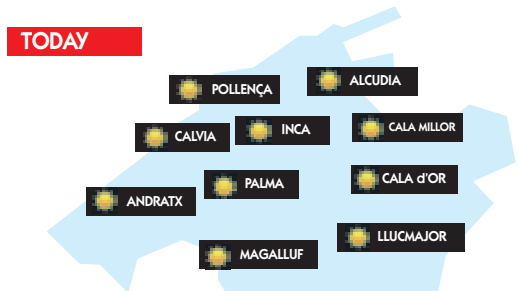 TODAY
POLLENÇA
ALCUDIA
CALVIA
INCA
CALA MILLOR
ANDRATX
PALMA
CALA d'OR
MAGALLUF
LLUCMAJOR